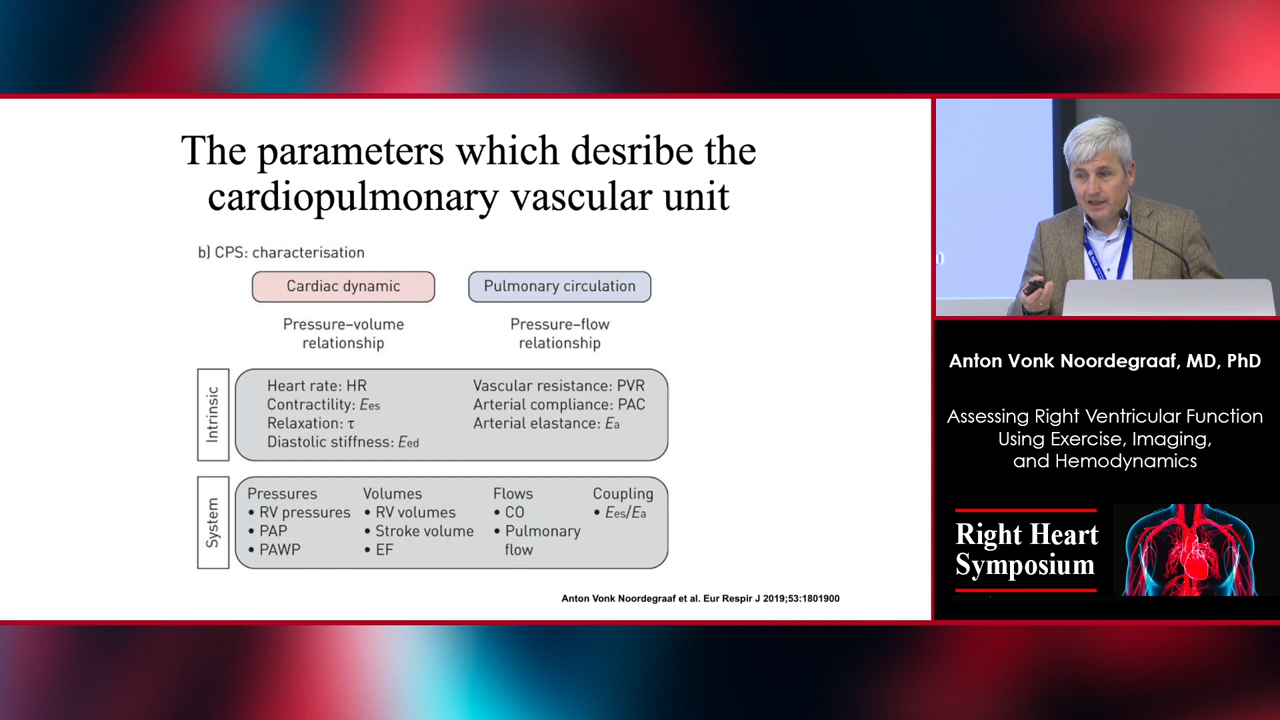 The parameters which desribe the
cardiopulmonary vascular unit
b) CPS: characterisation
Cardiac dynamic
Pulmonary circulation
Pressure–volume
relationship
Pressure–flow
relationship
Intrinsic
Heart rate: HR
Contractility: Ees
Relaxation: τ
Diastolic stiffness: Eed
Vascular resistance: PVR
Arterial compliance: PAC
Arterial elastance: Ea
System
Pressures
• RV pressures
• PAP
• PAWP
Volumes
• RV volumes
• Stroke volume
• EF
Flows
• CO
• Pulmonary
flow
Coupling
• Ees/Ea
Anton Vonk Noordegraaf et al. Eur Respir J 2019;53:1801900
Anton Vonk Noordegraaf, MD, PhD
Assessing Right Ventricular Function
Using Exercise, Imaging,
and Hemodynamics
Right Heart
Symposium